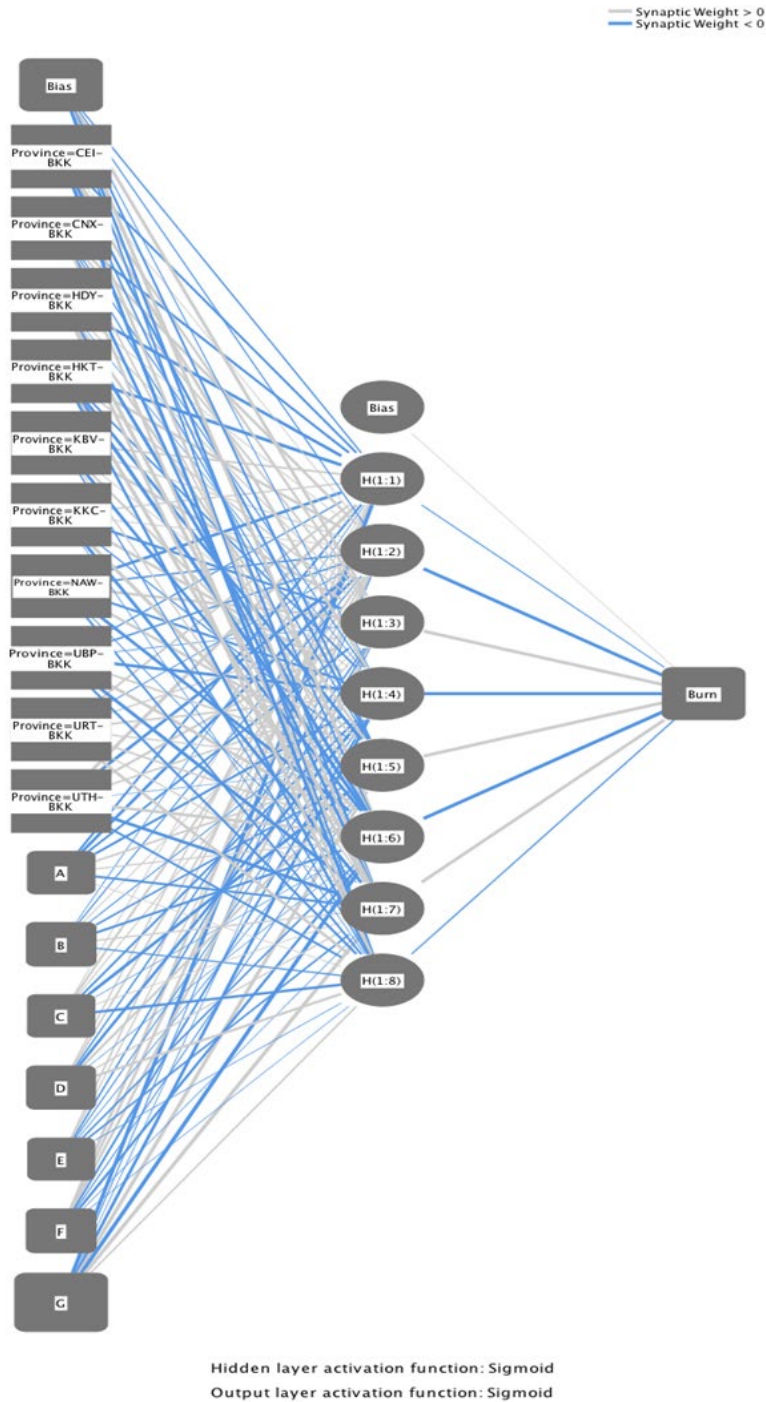 Synaptic Weight > 0
Synaptic Weight < 0
Bias
Province=CEI-
BKK
Province=CNX-
BKK
Province=HDY-
BKK
Province=HKT-
BKK
Province=KBV-
BKK
Province=KKC-
BKK
Province=NAW-
BKK
Province=UBP-
BKK
Province=URT-
BKK
Province=UTH-
BKK
A
B
C
D
E
F
G
Bias
H(1:1)
H(1:2)
H(1:3)
H(1:4)
H(1:5)
H(1:6)
H(1:7)
H(1:8)
Burn
Hidden layer activation function: Sigmoid
Output layer activation function: Sigmoid